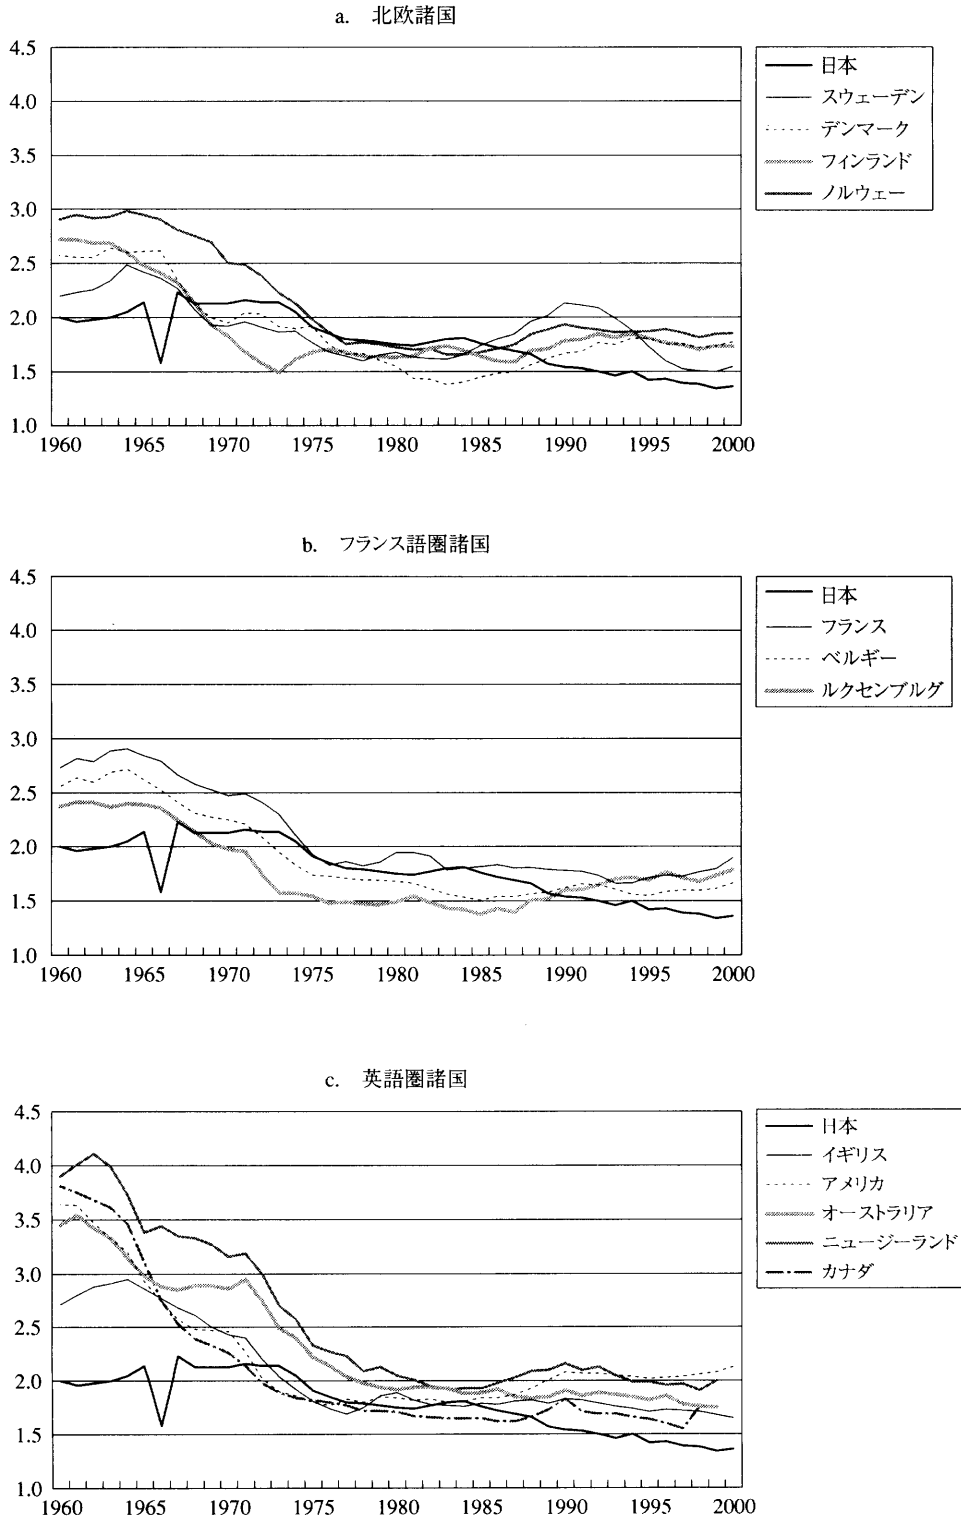 a. 北欧諸国
4.5
4.0
3.5
3.0
2.5
2.0
1.5
1.0
1960 1965 1970 1975 1980 1985 1990 1995 2000
日本
スウェーデン
デンマーク
フィンランド
ノルウェー
b. フランス語圏諸国
4.5
4.0
3.5
3.0
2.5
2.0
1.5
1.0
1960 1965 1970 1975 1980 1985 1990 1995 2000
日本
フランス
ベルギー
ルクセンブルグ
c. 英語圏諸国
4.5
4.0
3.5
3.0
2.5
2.0
1.5
1.0
1960 1965 1970 1975 1980 1985 1990 1995 2000
日本
イギリス
アメリカ
オーストラリア
ニュージーランド
カナダ